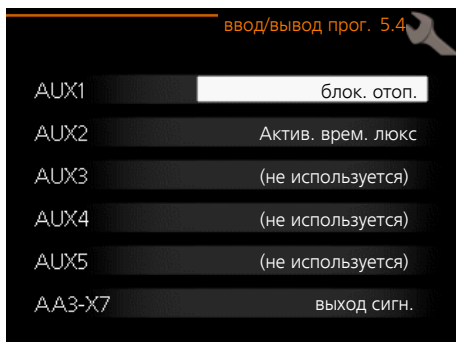 ввод/вывод прог. 5.4
AUX1 блок. отоп.
AUX2 Актив. врем. люкс
AUX3 (не используется)
AUX4 (не используется)
AUX5 (не используется)
AA3-X7 выход сигн.